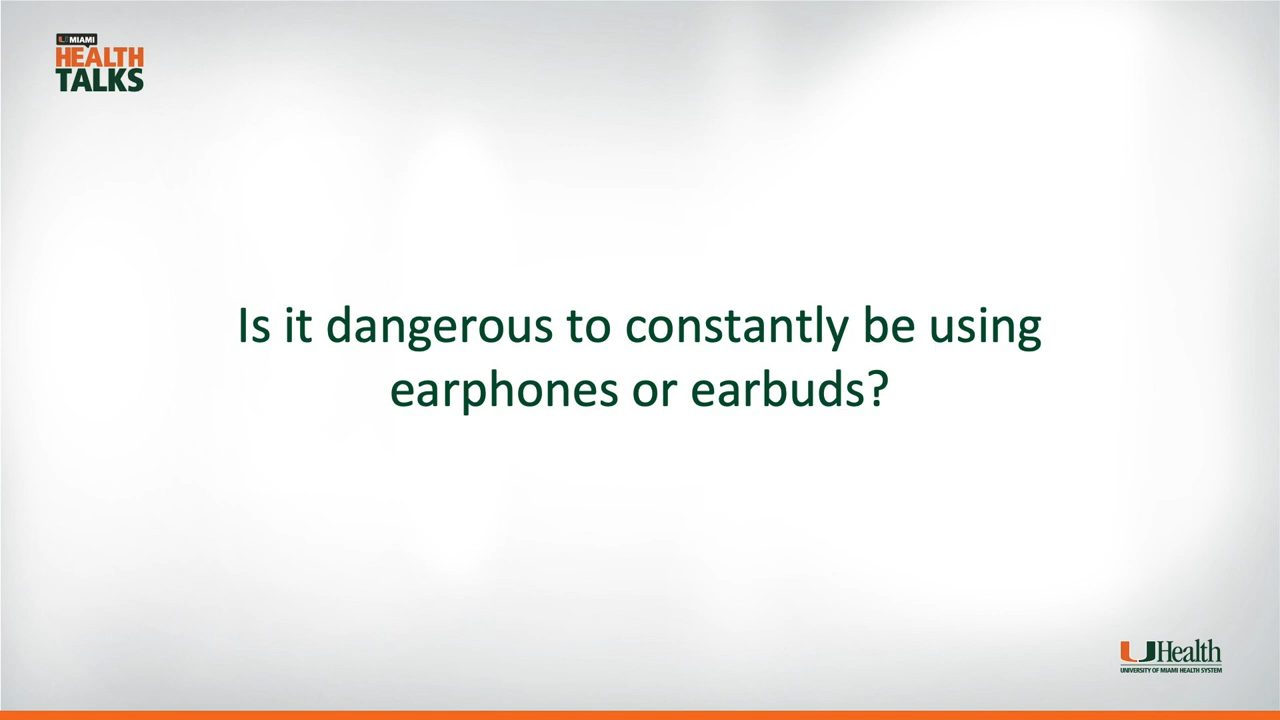 U MIAMI
HEALTH
TALKS
Is it dangerous to constantly be using
earphones or earbuds?
UHealth
UNIVERSITY OF MIAMI HEALTH SYSTEM